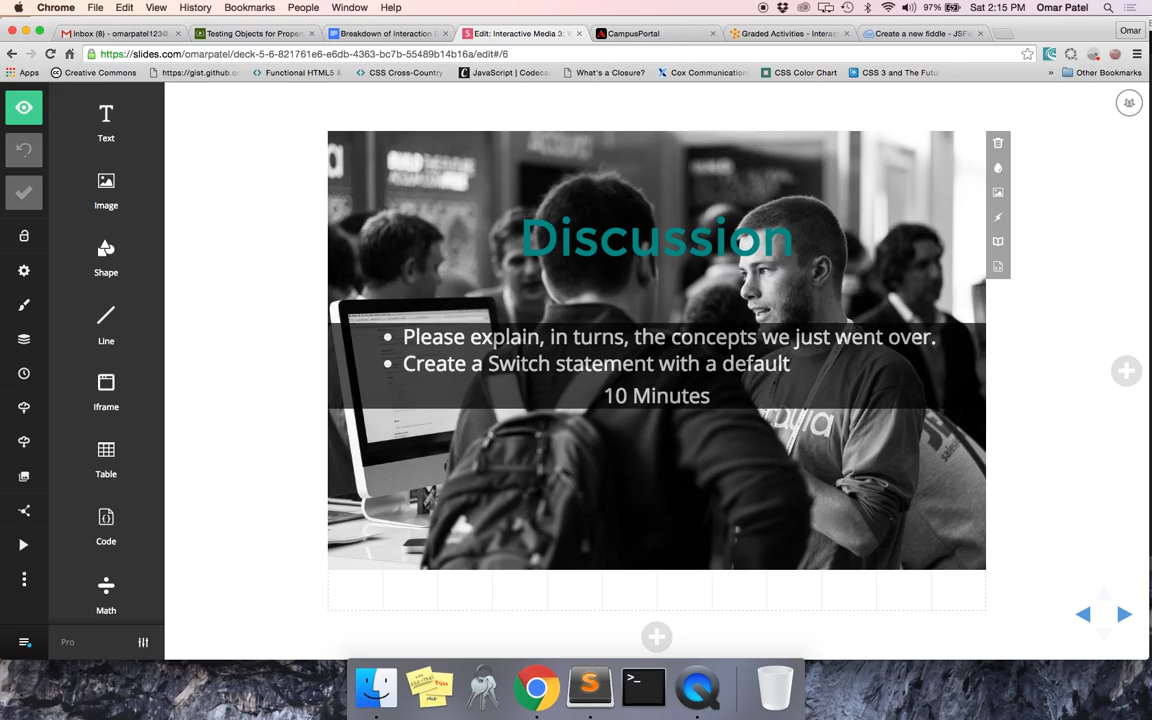 Chrome File Edit View History Bookmarks People Window Help 97% Sat 2:15 PM Omar Patel
Inbox (8) - omarpatel123@ Testing Objects for Proper Breakdown of Interaction D Edit: Interactive Media 3: W CampusPortal Graded Activities - Interac Create a new fiddle - JSFi Omar
https://slides.com/omarpatel/deck-5-6-821761e6-e6db-4363-bc7b-55489b14b16a/edit#/6
Apps Creative Commons https://gist.github.c Functional HTML5 & CSS Cross-Country JavaScript | Codeca What's a Closure? Cox Communication CSS Color Chart CSS 3 and The Futu » Other Bookmarks
Text
Image
Shape
Line
Iframe
Table
Code
Math
Pro
Discussion
• Please explain, in turns, the concepts we just went over.
• Create a Switch statement with a default
10 Minutes